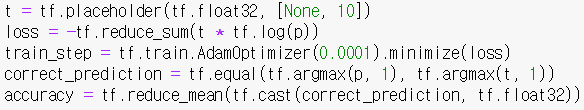 t = tf.placeholder(tf.float32, [None, 10])
loss = -tf.reduce_sum(t * tf.log(p))
train_step = tf.train.AdamOptimizer(0.0001).minimize(loss)
correct_prediction = tf.equal(tf.argmax(p, 1), tf.argmax(t, 1))
accuracy = tf.reduce_mean(tf.cast(correct_prediction, tf.float32))